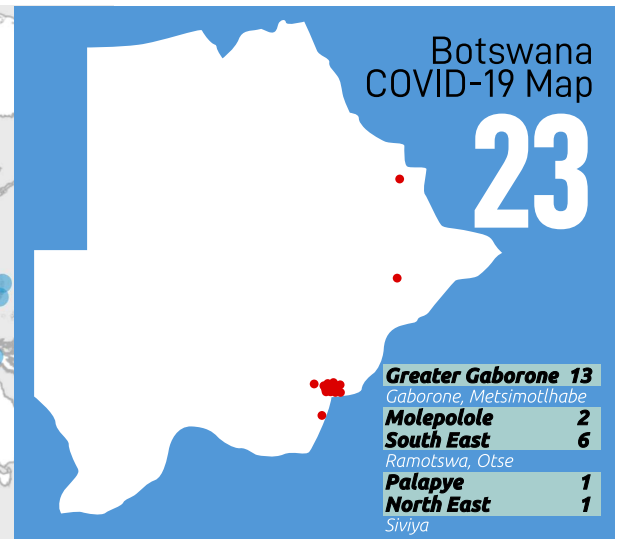 Botswana
COVID-19 Map
23
Greater Gaborone 13
Gaborone, Metsimotlhabe
Molepolole 2
South East 6
Ramotswa, Otse
Palapye 1
North East 1
Siviya